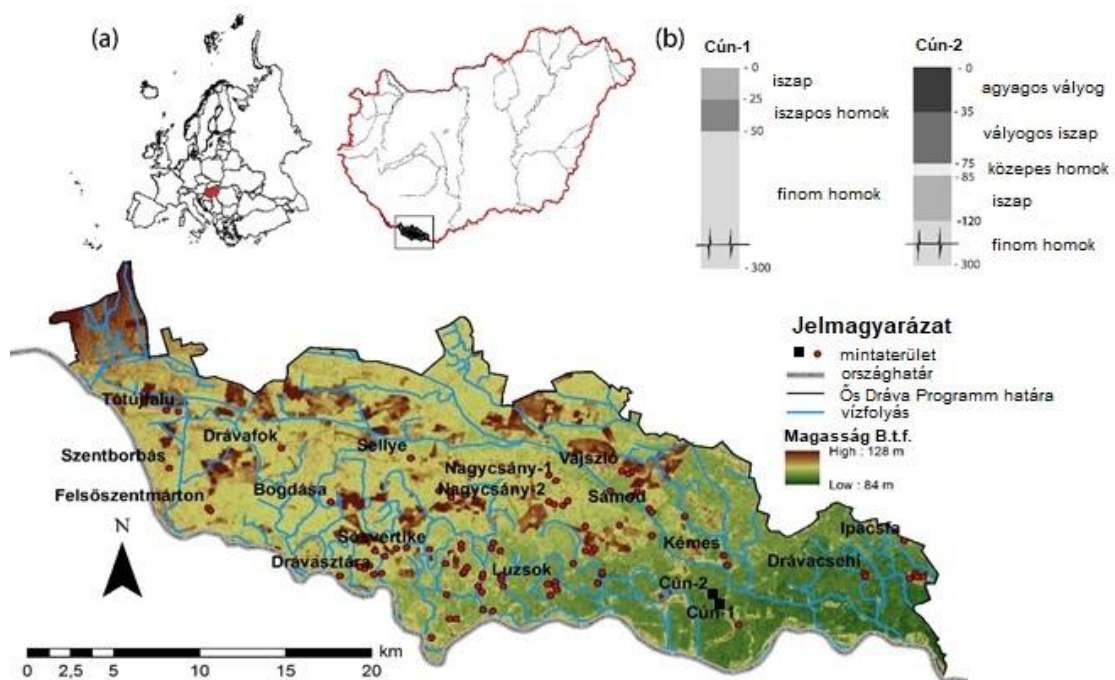 (a)
(b)
Cún-1
- 0
iszap
- 25
iszapos homok
- 50
finom homok
- 300
Cún-2
- 0
agyagos vályog
- 35
vályogos iszap
- 75
közepes homok
- 85
iszap
-120
finom homok
- 300
Jelmagyarázat
mintaterület
országhatár
Ős Dráva Programm határa
vízfolyás
Magasság B.t.f.
High : 128 m
Low : 84 m
Tótújfalu
Drávafok
Szentborbás
Sellye
Nagycsány-1
Vajszló
Felsőszentmárton
Bogdása
Nagycsány-2
Sámod
Ipacsfa
N
Sósvertike
Kémes
Drávasztára
Luzsok
Drávacsehi
Cún-2
Cún-1
km
0 2,5 5 10 15 20